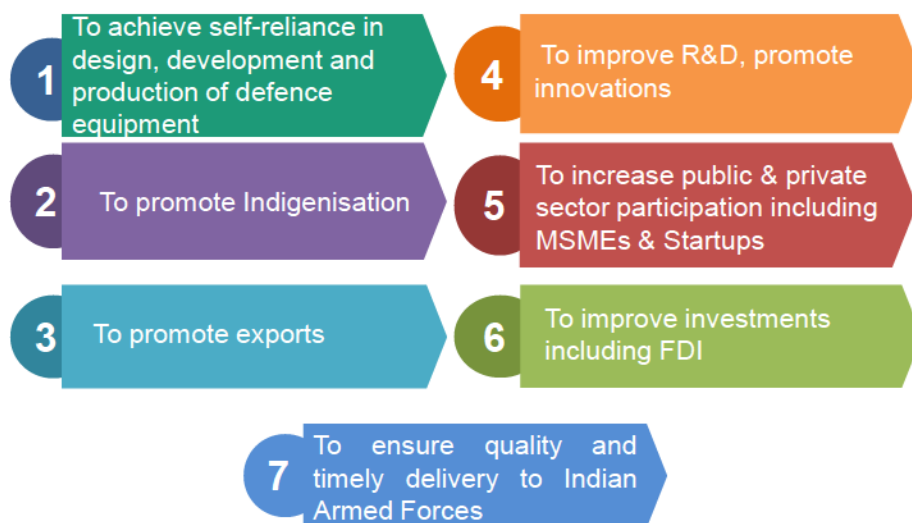 1
To achieve self-reliance in
design, development and
production of defence
equipment
2
To promote Indigenisation
3
To promote exports
4
To improve R&D, promote
innovations
5
To increase public & private
sector participation including
MSMEs & Startups
6
To improve investments
including FDI
7
To ensure quality and
timely delivery to Indian
Armed Forces